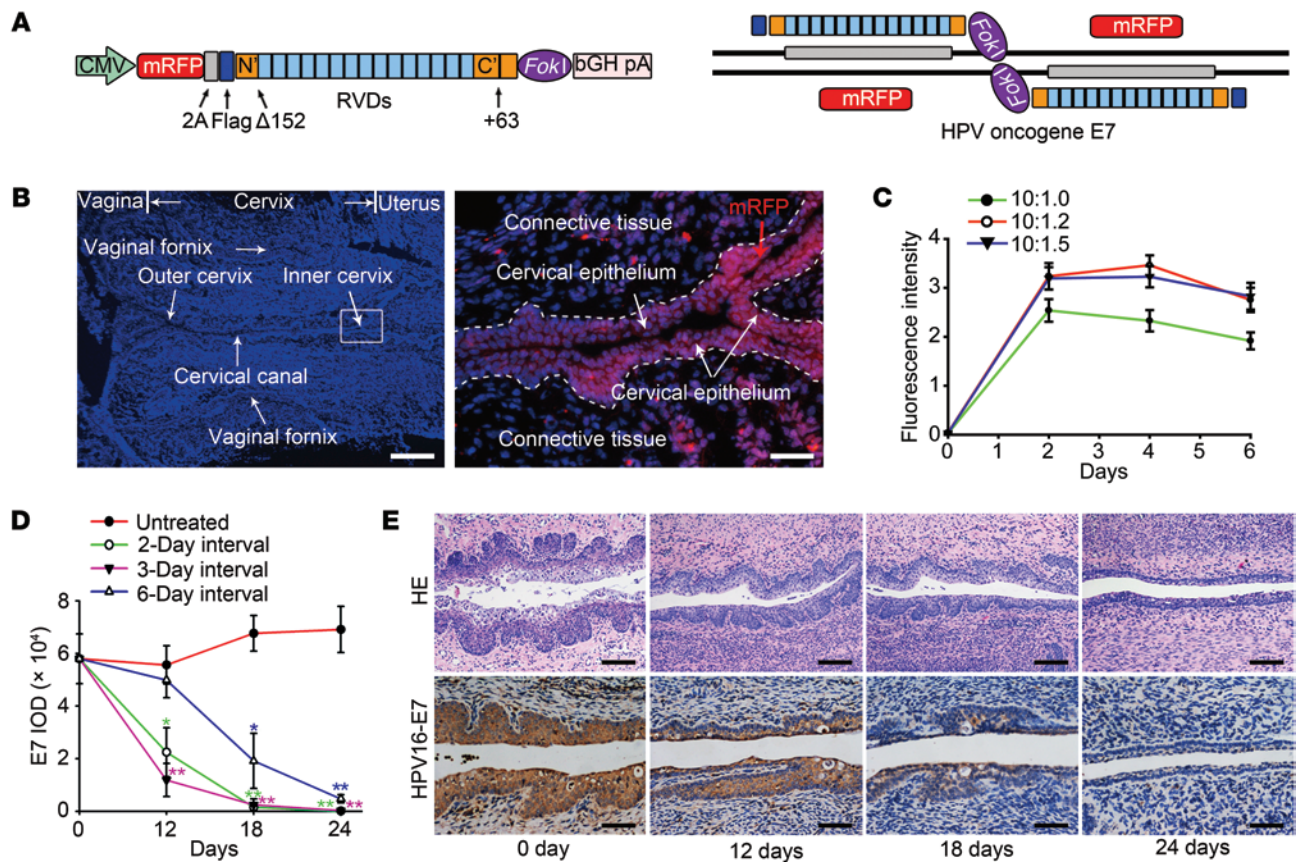 A
CMV mRFP N' C' FokI bGH pA
2A Flag Δ152 RVDs +63
FokI mRFP
mRFP FokI
HPV oncogene E7
B
Vagina Cervix Uterus
Vaginal fornix
Outer cervix Inner cervix
Cervical canal
Vaginal fornix
mRFP
Connective tissue
Cervical epithelium
Cervical epithelium
Connective tissue
C
10:1.0
10:1.2
10:1.5
Fluorescence intensity
4
3
2
1
0
0 1 2 3 4 5 6
Days
D
Untreated
2-Day interval
3-Day interval
6-Day interval
E7 IOD (× 10⁴)
8
6
4
2
0
* ** * ** ** ** ** **
0 12 18 24
Days
E
HE
HPV16-E7
0 day 12 days 18 days 24 days